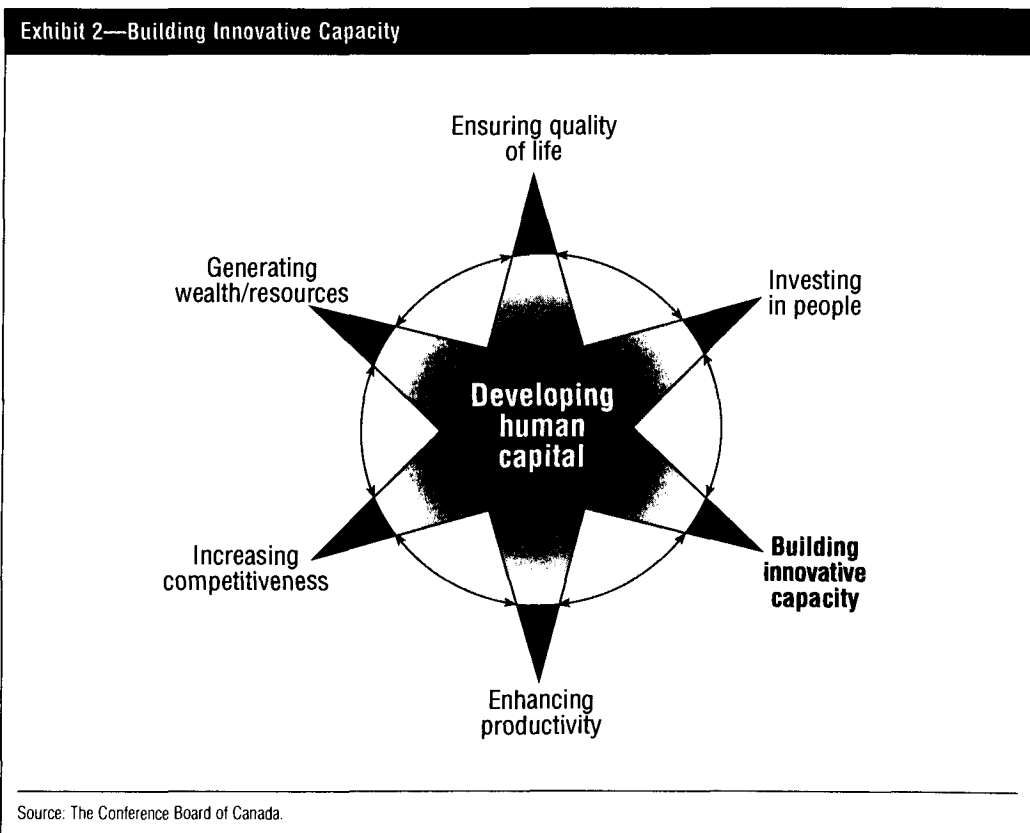 Exhibit 2—Building Innovative Capacity
Ensuring quality
of life
Generating
wealth/resources
Investing
in people
Developing
human
capital
Increasing
competitiveness
Building
innovative
capacity
Enhancing
productivity
Source: The Conference Board of Canada.